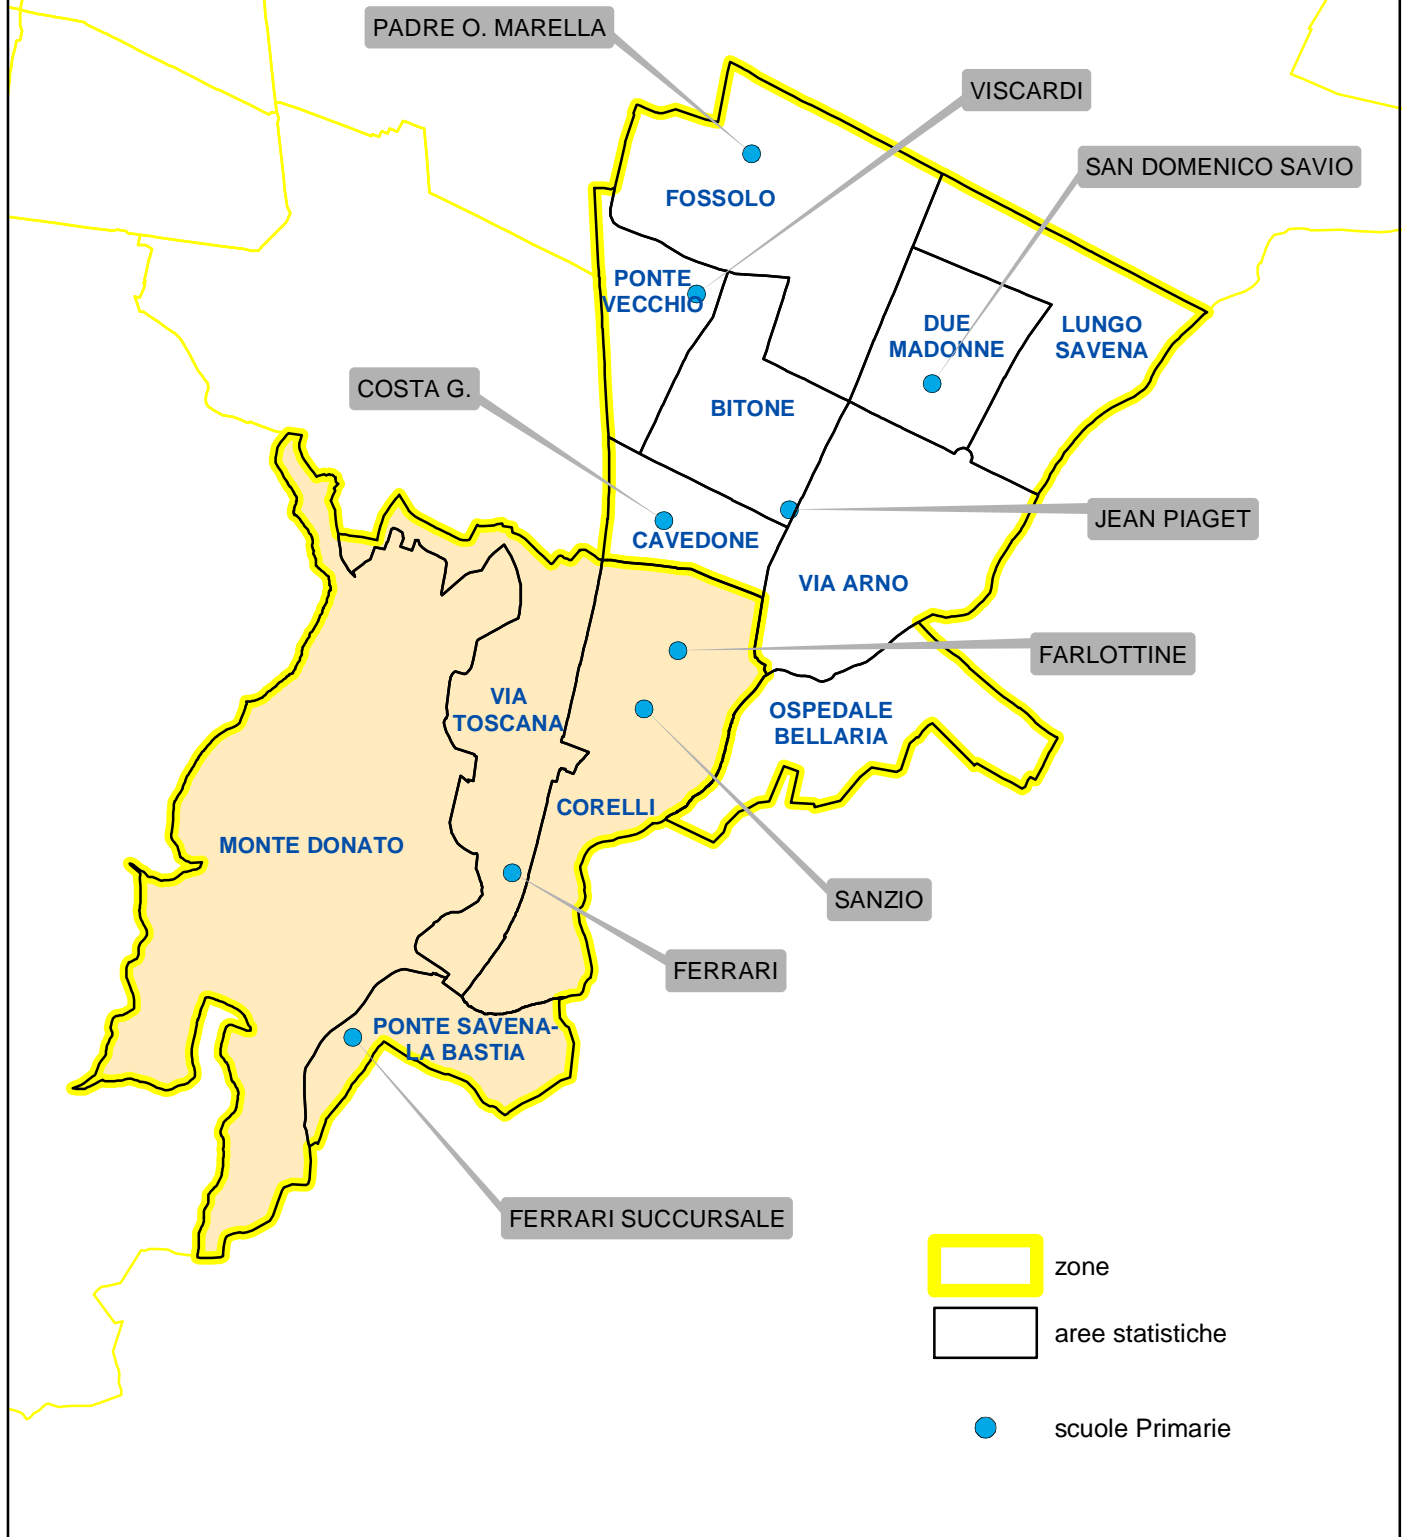 PADRE O. MARELLA
VISCARDI
SAN DOMENICO SAVIO
FOSSOLO
PONTE
VECCHIO
DUE
MADONNE
LUNGO
SAVENA
COSTA G.
BITONE
JEAN PIAGET
CAVEDONE
VIA ARNO
FARLOTTINE
VIA
TOSCANA
OSPEDALE
BELLARIA
CORELLI
MONTE DONATO
SANZIO
FERRARI
PONTE SAVENA-
LA BASTIA
FERRARI SUCCURSALE
zone
aree statistiche
scuole Primarie